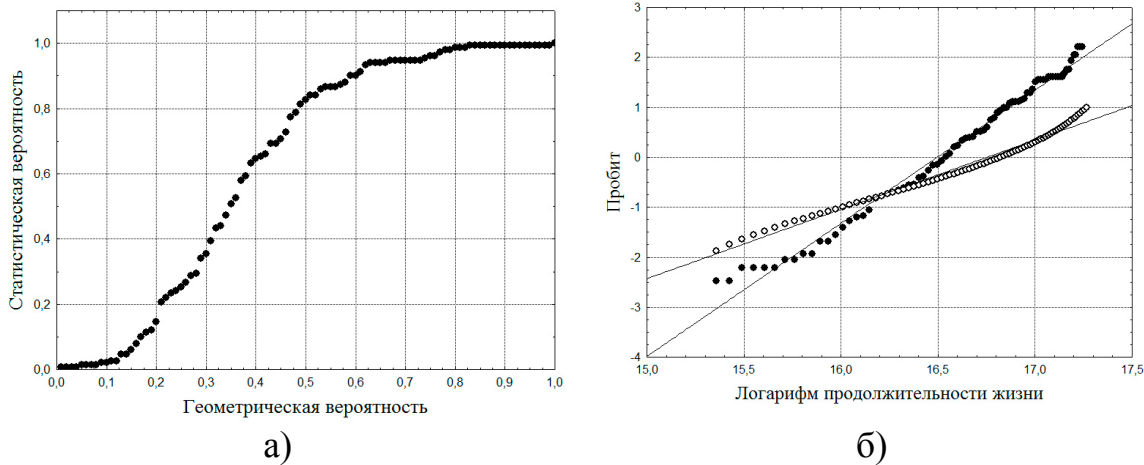 Статистическая вероятность
1,0
0,8
0,6
0,4
0,2
0,0
0,0 0,1 0,2 0,3 0,4 0,5 0,6 0,7 0,8 0,9 1,0
Геометрическая вероятность
а)
Пробит
3
2
1
0
-1
-2
-3
-4
15,0 15,5 16,0 16,5 17,0 17,5
Логарифм продолжительности жизни
б)